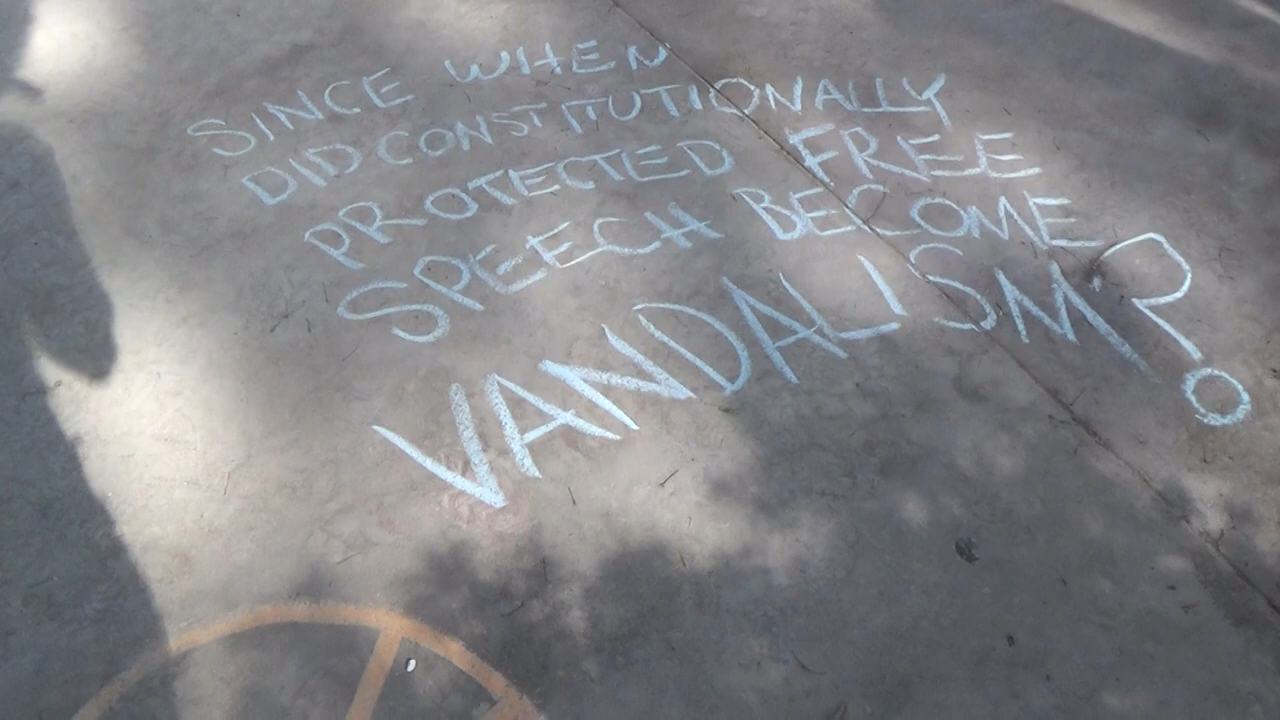 SINCE WHEN
DID CONSTITUTIONALLY
PROTECTED FREE
SPEECH BECOME
VANDALISM?